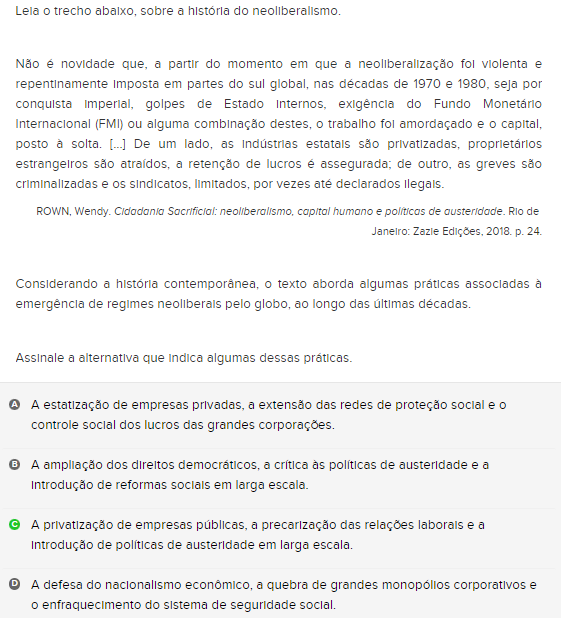 Leia o trecho abaixo, sobre a história do neoliberalismo.
Não é novidade que, a partir do momento em que a neoliberalização foi violenta e
repentinamente imposta em partes do sul global, nas décadas de 1970 e 1980, seja por
conquista imperial, golpes de Estado internos, exigência do Fundo Monetário
Internacional (FMI) ou alguma combinação destes, o trabalho foi amordaçado e o capital,
posto à solta. [...] De um lado, as indústrias estatais são privatizadas, proprietários
estrangeiros são atraídos, a retenção de lucros é assegurada; de outro, as greves são
criminalizadas e os sindicatos, limitados, por vezes até declarados ilegais.
ROWN, Wendy. Cidadania Sacrificial: neoliberalismo, capital humano e políticas de austeridade. Rio de
Janeiro: Zazie Edições, 2018. p. 24.
Considerando a história contemporânea, o texto aborda algumas práticas associadas à
emergência de regimes neoliberais pelo globo, ao longo das últimas décadas.
Assinale a alternativa que indica algumas dessas práticas.
A A estatização de empresas privadas, a extensão das redes de proteção social e o
controle social dos lucros das grandes corporações.
B A ampliação dos direitos democráticos, a crítica às políticas de austeridade e a
introdução de reformas sociais em larga escala.
C A privatização de empresas públicas, a precarização das relações laborais e a
introdução de políticas de austeridade em larga escala.
D A defesa do nacionalismo econômico, a quebra de grandes monopólios corporativos e
o enfraquecimento do sistema de seguridade social.